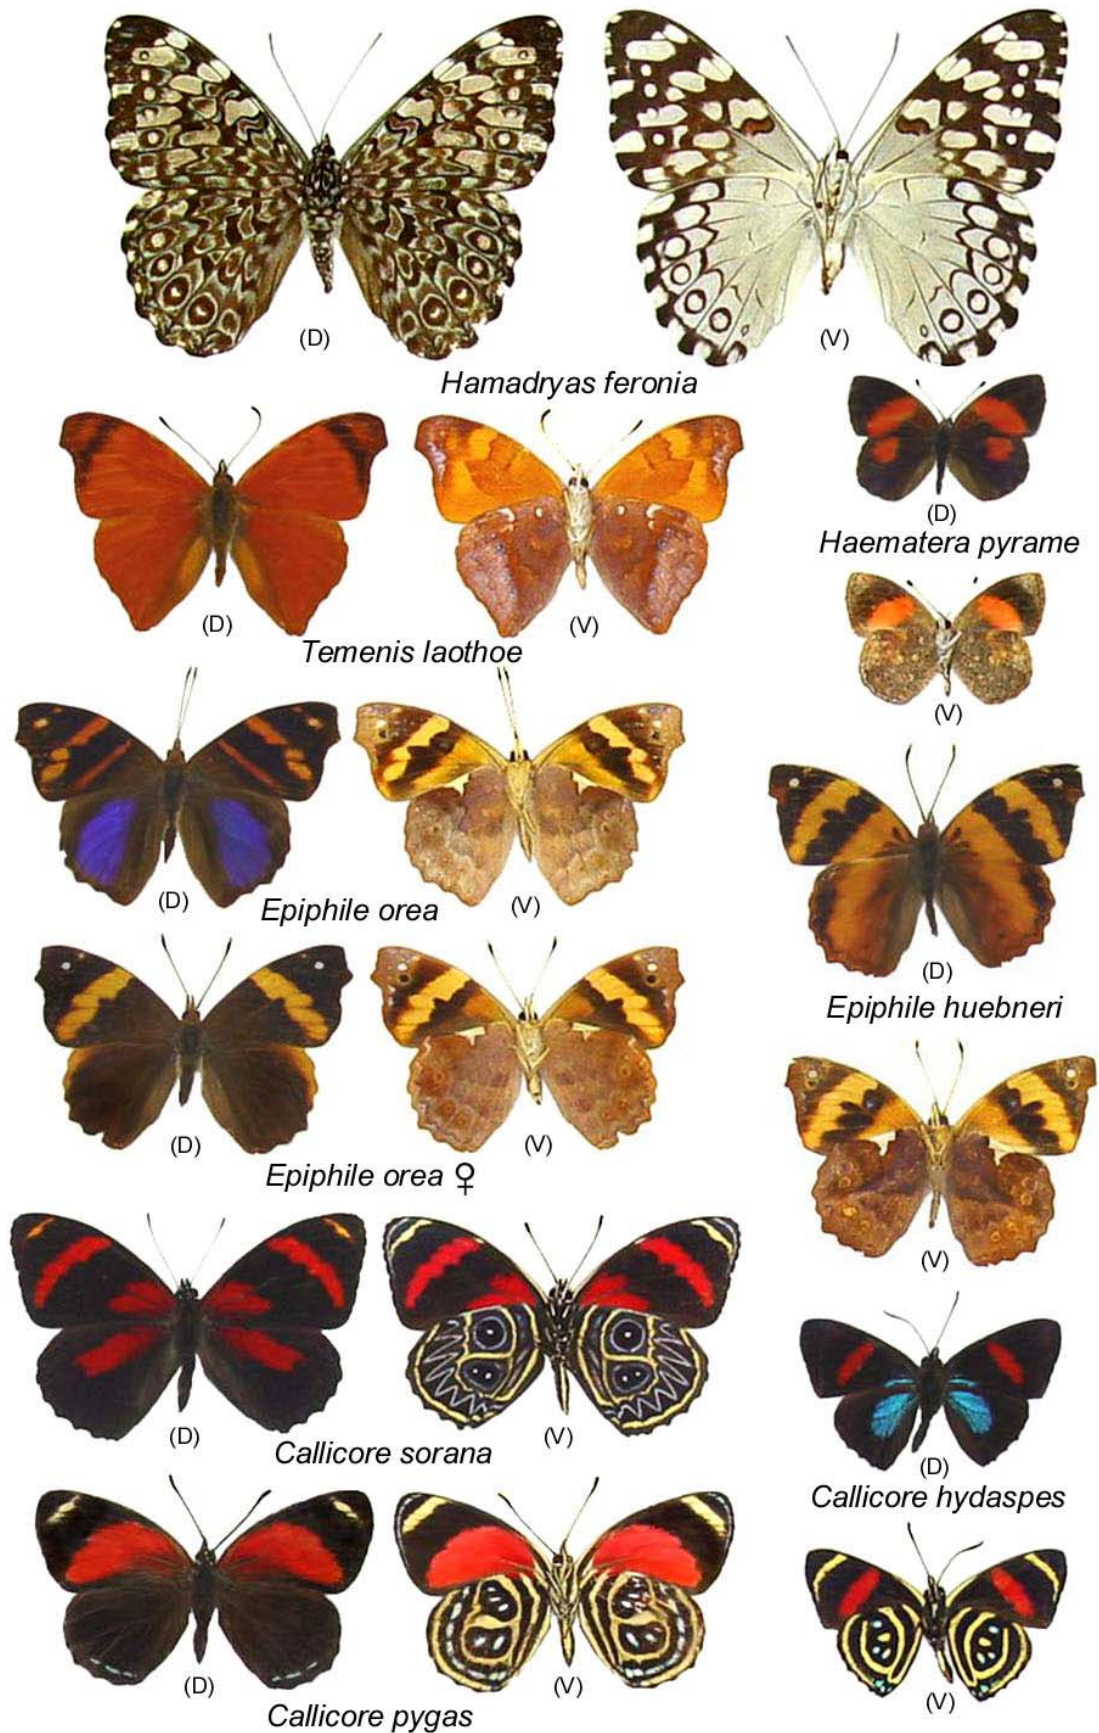 (D)
(V)
Hamadryas feronia
(D)
Haematera pyrame
(D)
(V)
Temenis laothoe
(V)
(D)
(V)
Epiphile orea
(D)
Epiphile huebneri
(D)
(V)
Epiphile orea ♀
(V)
(D)
(V)
Callicore sorana
(D)
Callicore hydaspes
(D)
(V)
Callicore pygas
(V)